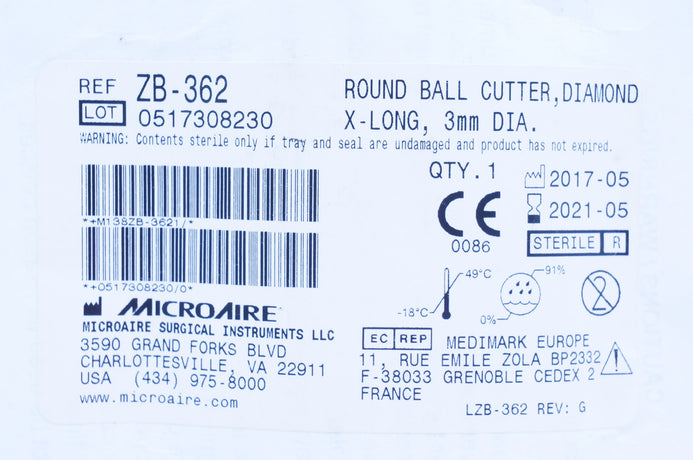 REF ZB-362
LOT 0517308230
ROUND BALL CUTTER, DIAMOND
X-LONG, 3mm DIA.
WARNING: Contents sterile only if tray and seal are undamaged and product has not expired.
*+M138ZB-3621/*
*+0517308230/0*
QTY. 1
2017-05
2021-05
CE
0086
STERILE R
49°C
-18°C
91%
0%
2
MICROAIRE
MICROAIRE SURGICAL INSTRUMENTS LLC
3590 GRAND FORKS BLVD
CHARLOTTESVILLE, VA 22911
USA (434) 975-8000
www.microaire.com
EC REP MEDIMARK EUROPE
11, RUE EMILE ZOLA BP2332
F-38033 GRENOBLE CEDEX 2
FRANCE
LZB-362 REV: G